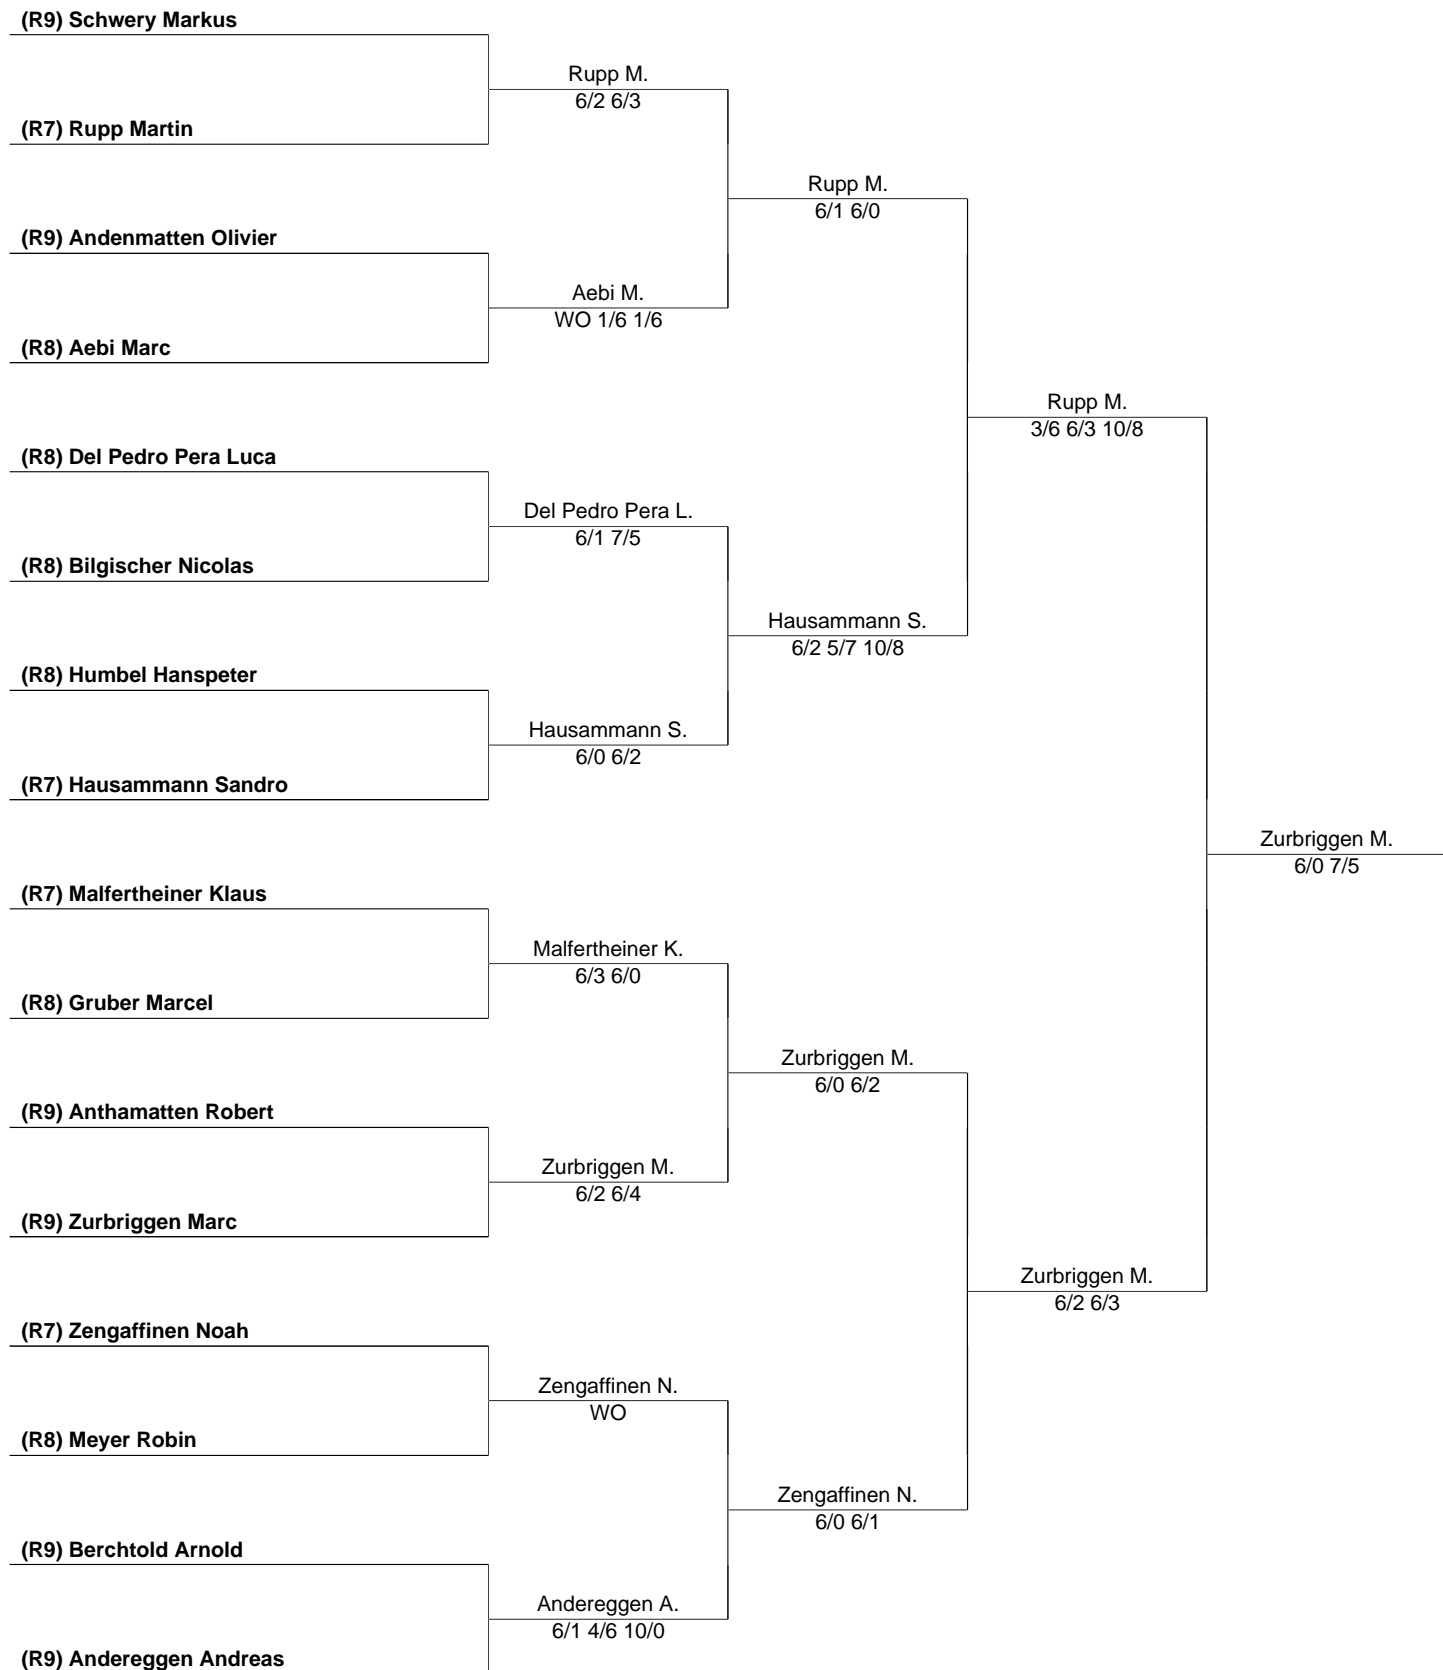 (R9) Schwery Markus
Rupp M.
6/2 6/3
(R7) Rupp Martin
Rupp M.
6/1 6/0
(R9) Andenmatten Olivier
Aebi M.
WO 1/6 1/6
(R8) Aebi Marc
Rupp M.
3/6 6/3 10/8
(R8) Del Pedro Pera Luca
Del Pedro Pera L.
6/1 7/5
(R8) Bilgischer Nicolas
Hausammann S.
6/2 5/7 10/8
(R8) Humbel Hanspeter
Hausammann S.
6/0 6/2
(R7) Hausammann Sandro
Zurbriggen M.
6/0 7/5
(R7) Malfertheiner Klaus
Malfertheiner K.
6/3 6/0
(R8) Gruber Marcel
Zurbriggen M.
6/0 6/2
(R9) Anthamatten Robert
Zurbriggen M.
6/2 6/4
(R9) Zurbriggen Marc
Zurbriggen M.
6/2 6/3
(R7) Zengaffinen Noah
Zengaffinen N.
WO
(R8) Meyer Robin
Zengaffinen N.
6/0 6/1
(R9) Berchtold Arnold
Andereggen A.
6/1 4/6 10/0
(R9) Andereggen Andreas